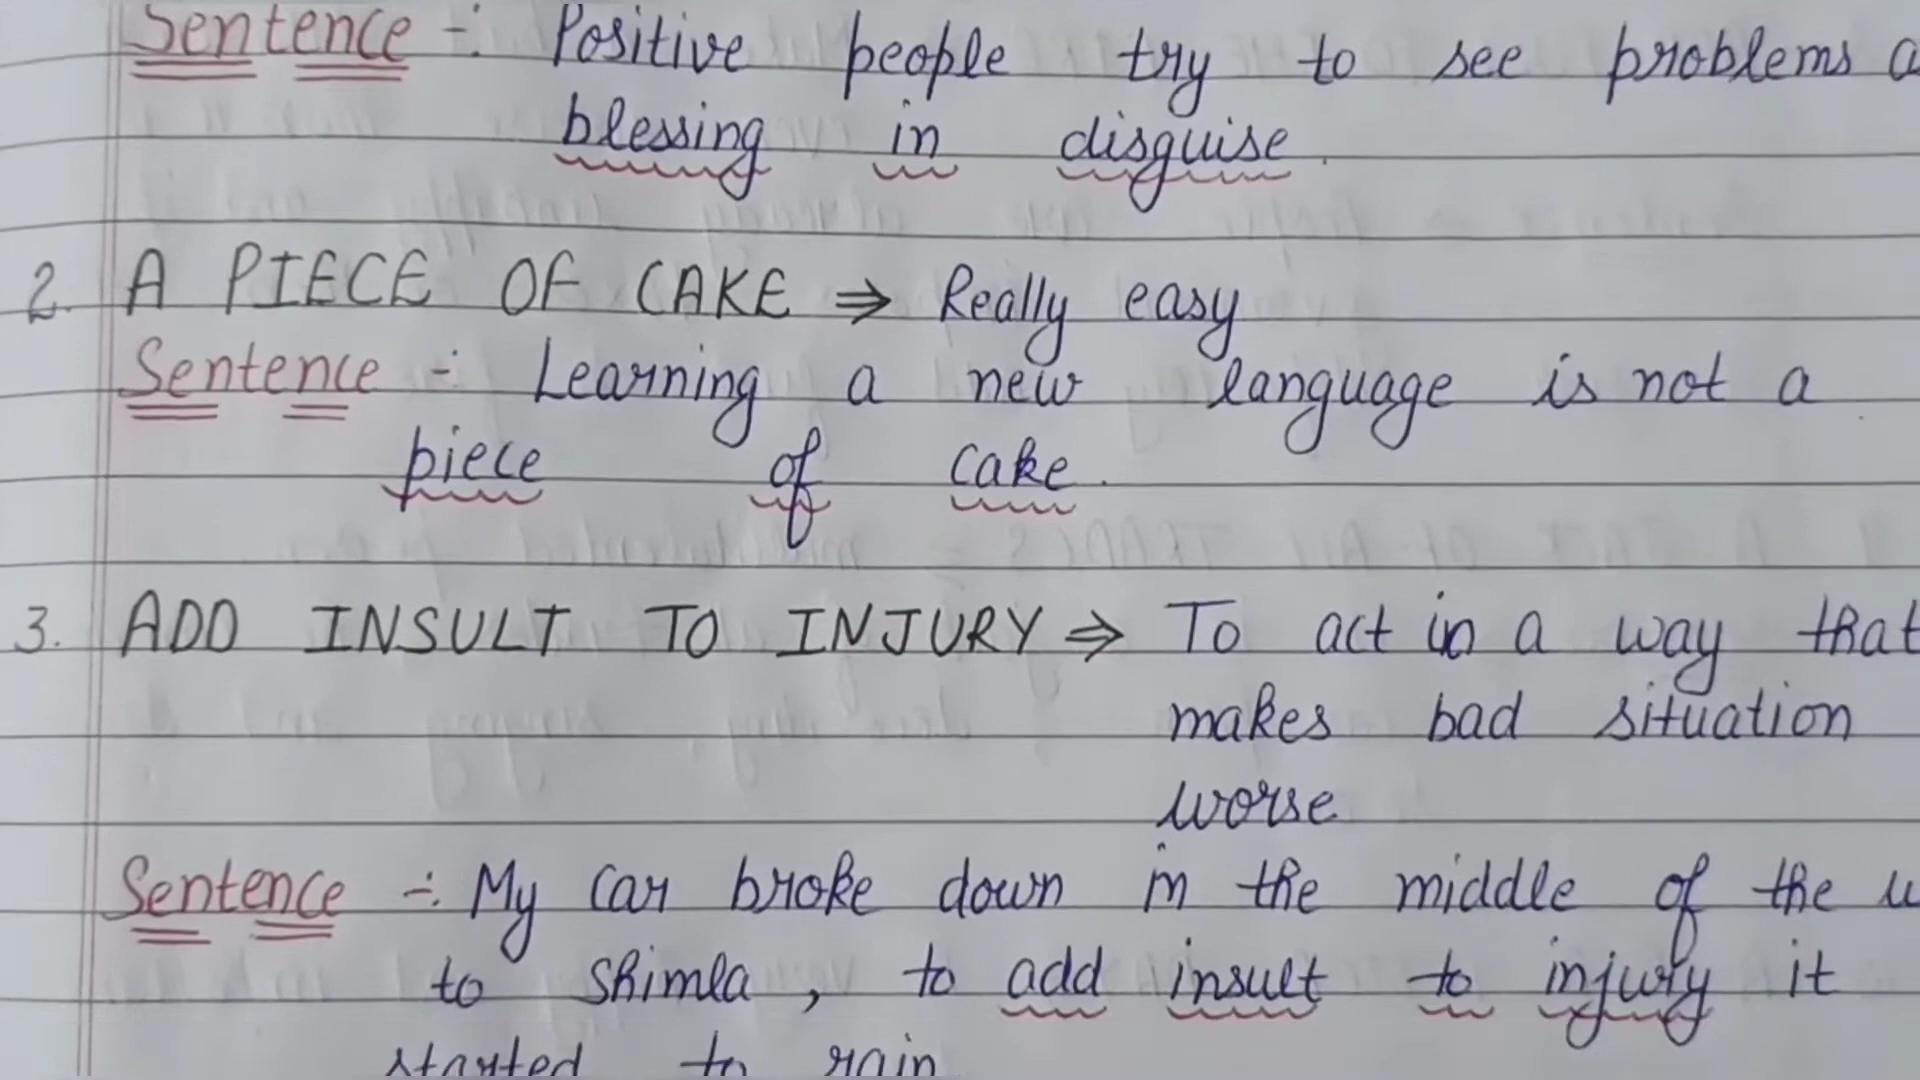 Sentence -: Positive people try to see problems a
blessing in disguise.
2. A PIECE OF CAKE ⇒ Really easy
Sentence -: Learning a new language is not a
piece of cake.
3. ADD INSULT TO INJURY ⇒ To act in a way that
makes bad situation
worse
Sentence -: My car broke down in the middle of the
to Shimla, to add insult to injury it
started to rain